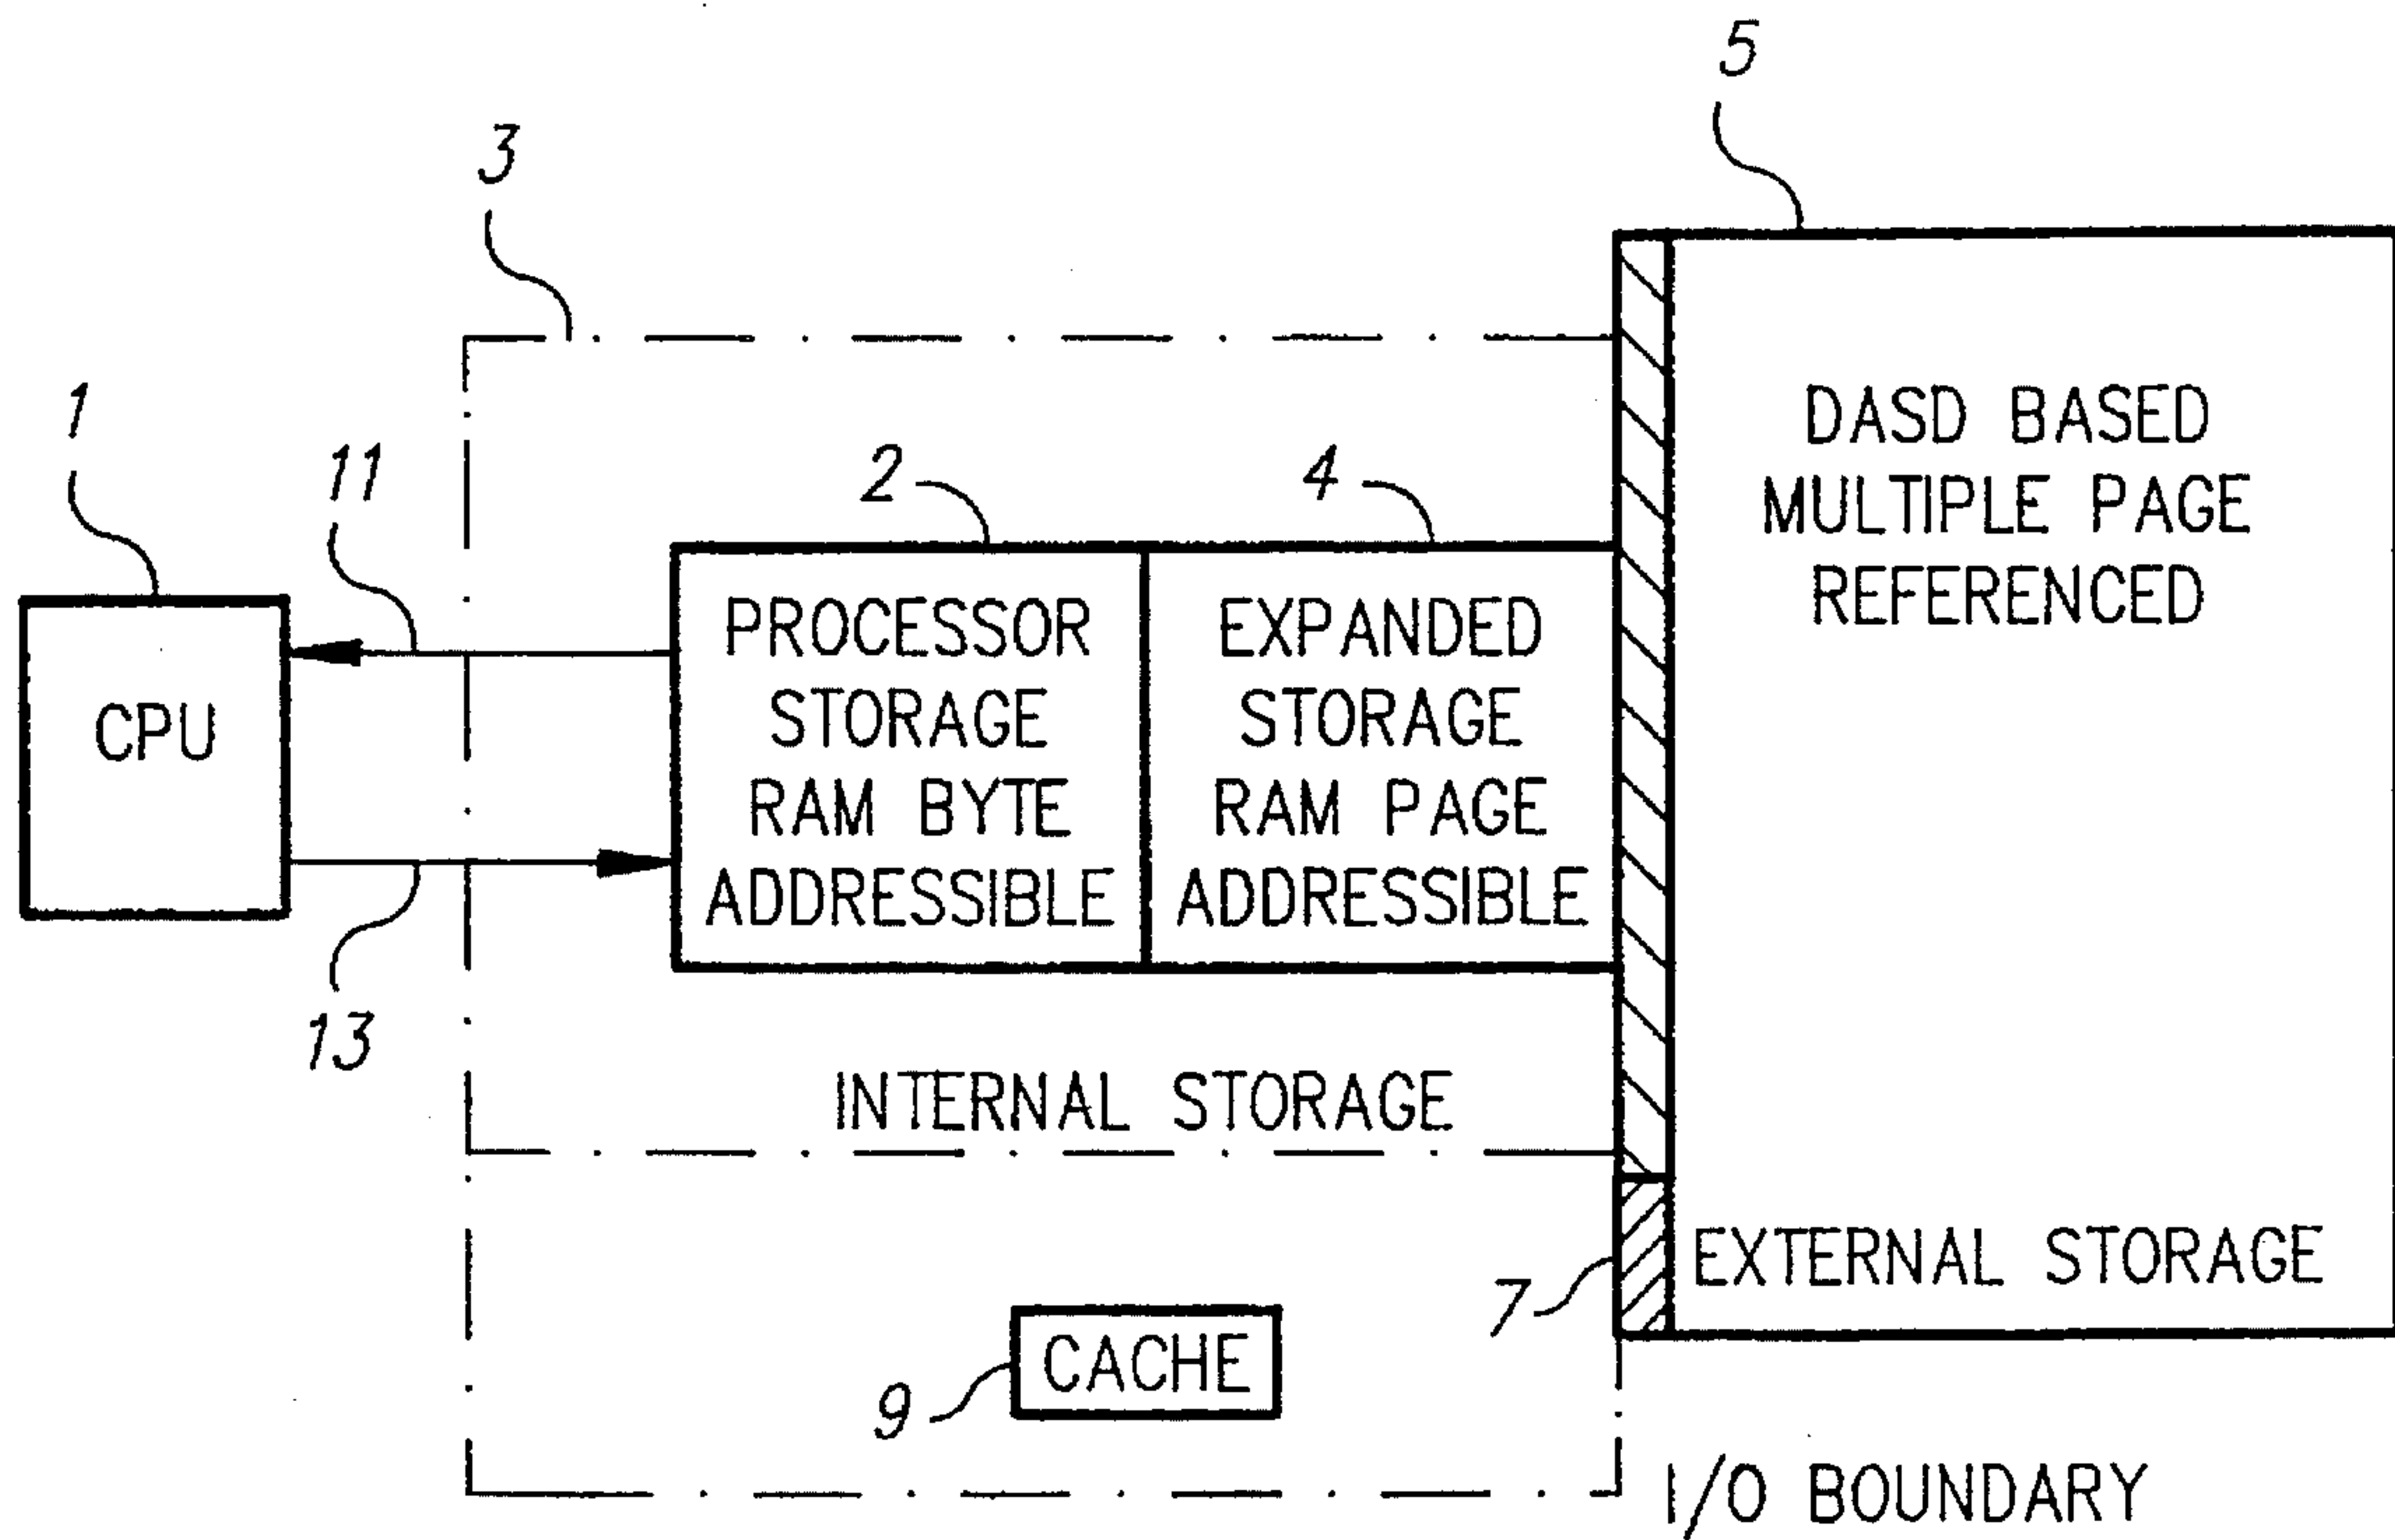 5
3
DASD BASED
MULTIPLE PAGE
REFERENCED
1
11
2
4
CPU
PROCESSOR
STORAGE
RAM BYTE
ADDRESSIBLE
EXPANDED
STORAGE
RAM PAGE
ADDRESSIBLE
13
INTERNAL STORAGE
EXTERNAL STORAGE
7
CACHE
9
I/O BOUNDARY